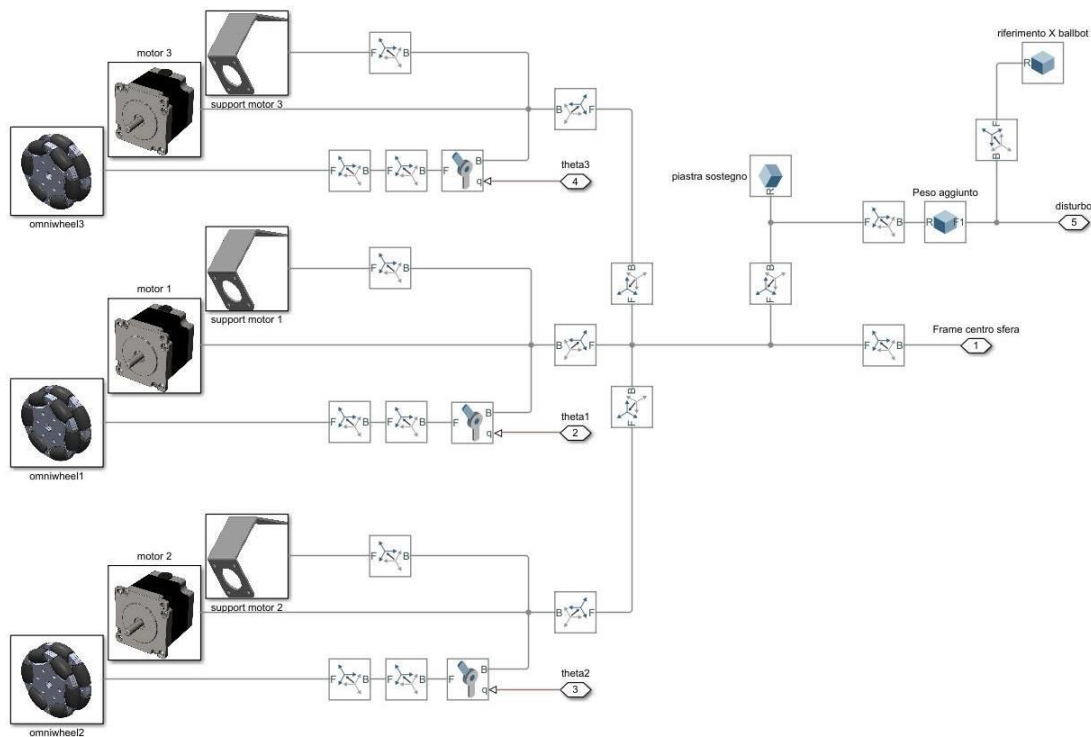 riferimento X ballbot
R
motor 3
F B
support motor 3
B F
F
B
omniwheel3
F B
F B
F B
q
theta3
4
piastra sostegno
R
Peso aggiunto
F B
R F1
disturbo
5
support motor 1
F B
motor 1
B
F
B
F
B F
Frame centro sfera
F B
1
omniwheel1
F B
F B
F B
q
theta1
2
B
F
support motor 2
F B
motor 2
B F
omniwheel2
F B
F B
F B
q
theta2
3